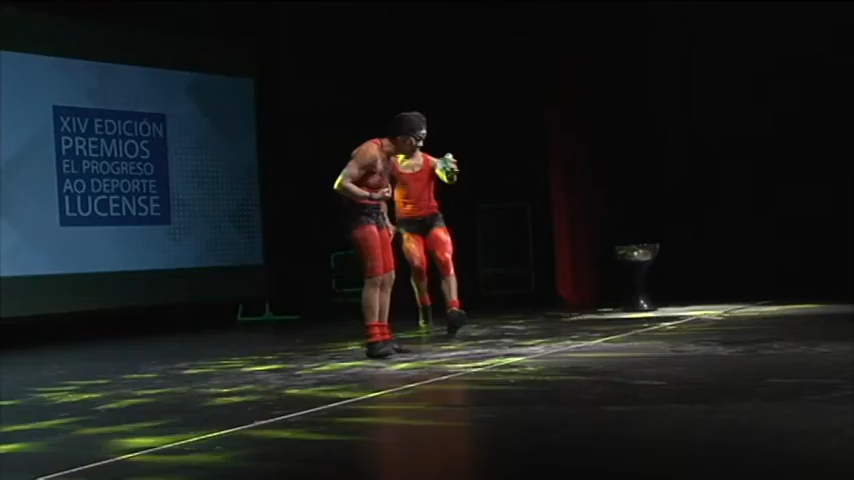 XIV EDICIÓN
PREMIOS
EL PROGRESO
AO DEPORTE
LUCENSE